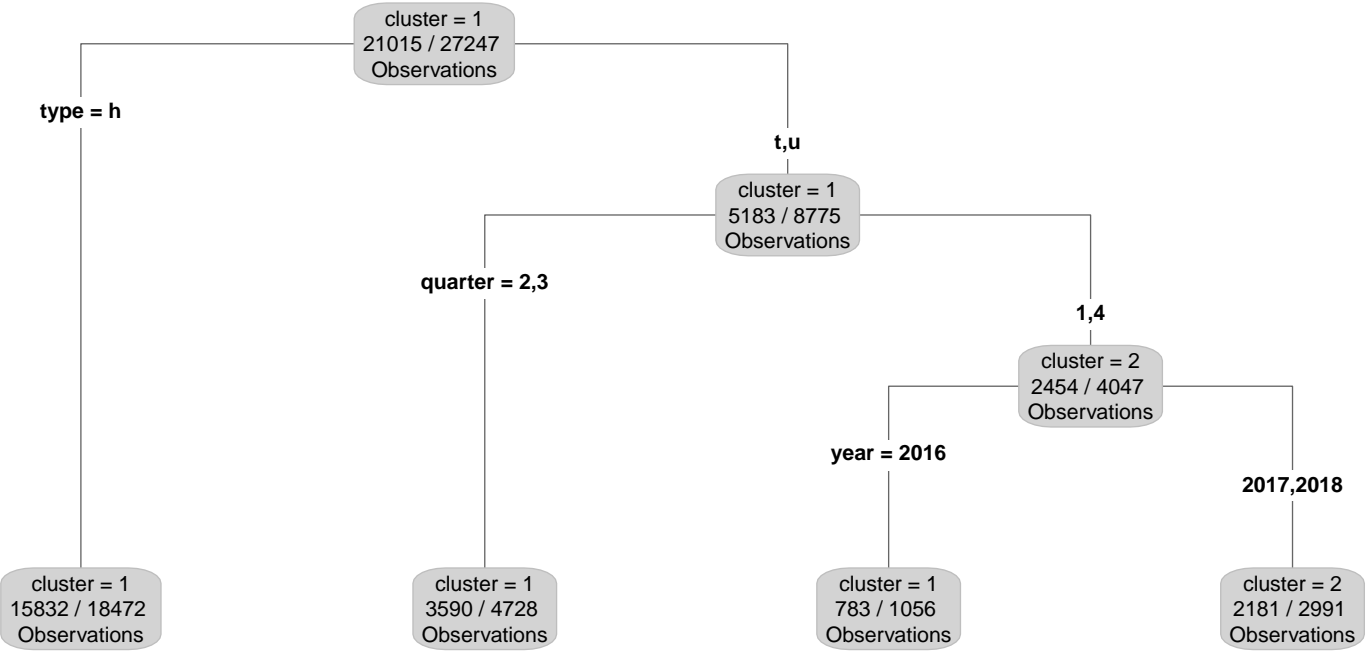 cluster = 1
21015 / 27247
Observations
type = h
t,u
cluster = 1
5183 / 8775
Observations
quarter = 2,3
1,4
cluster = 2
2454 / 4047
Observations
year = 2016
2017,2018
cluster = 1
15832 / 18472
Observations
cluster = 1
3590 / 4728
Observations
cluster = 1
783 / 1056
Observations
cluster = 2
2181 / 2991
Observations